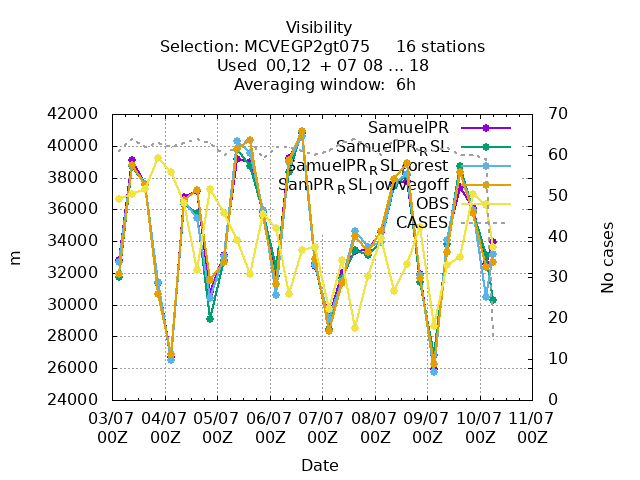 Visibility
Selection: MCVEGP2gt075 16 stations
Used 00,12 + 07 08 ... 18
Averaging window: 6h
42000
40000
38000
36000
34000
32000
30000
28000
26000
24000
m
70
60
50
40
30
20
10
0
No cases
SamuelPR
SamuelPR_RSL
SamuelPR_RSL_forest
SamPR_RSL_lowvegoff
OBS
CASES
03/07 04/07 05/07 06/07 07/07 08/07 09/07 10/07 11/07
00Z 00Z 00Z 00Z 00Z 00Z 00Z 00Z 00Z
Date